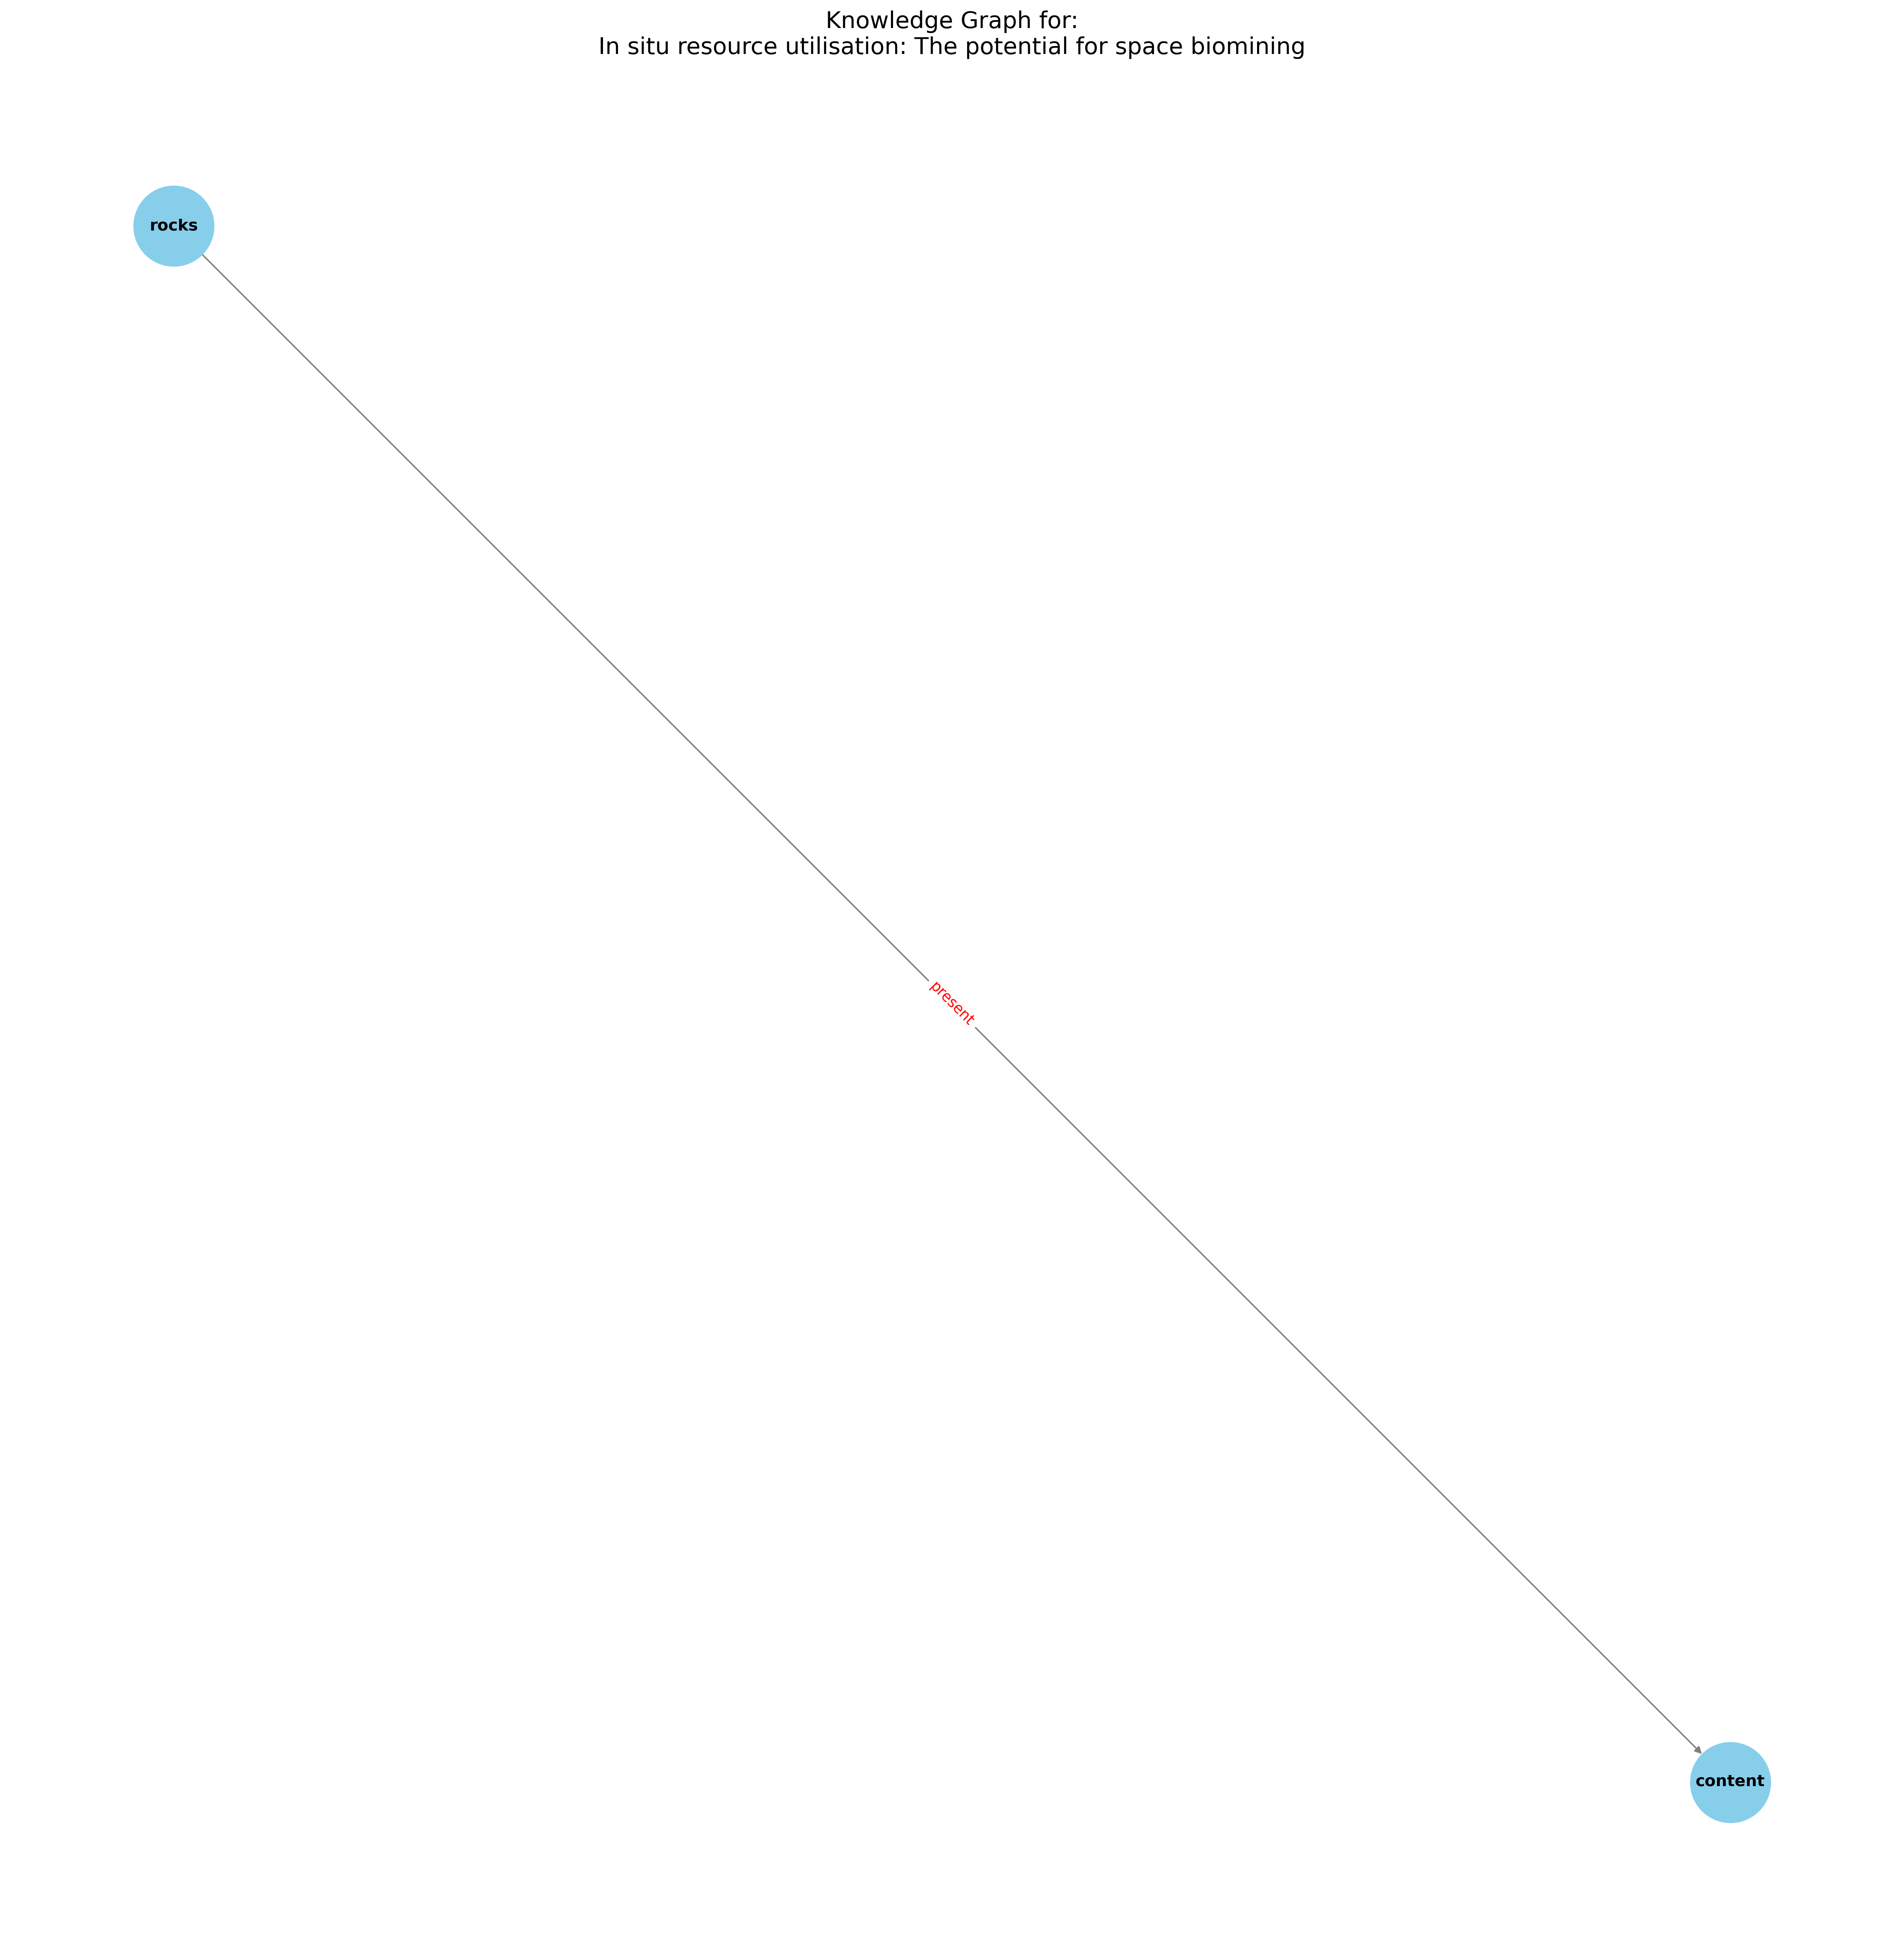 Knowledge Graph for:
In situ resource utilisation: The potential for space biomining
rocks
present
content